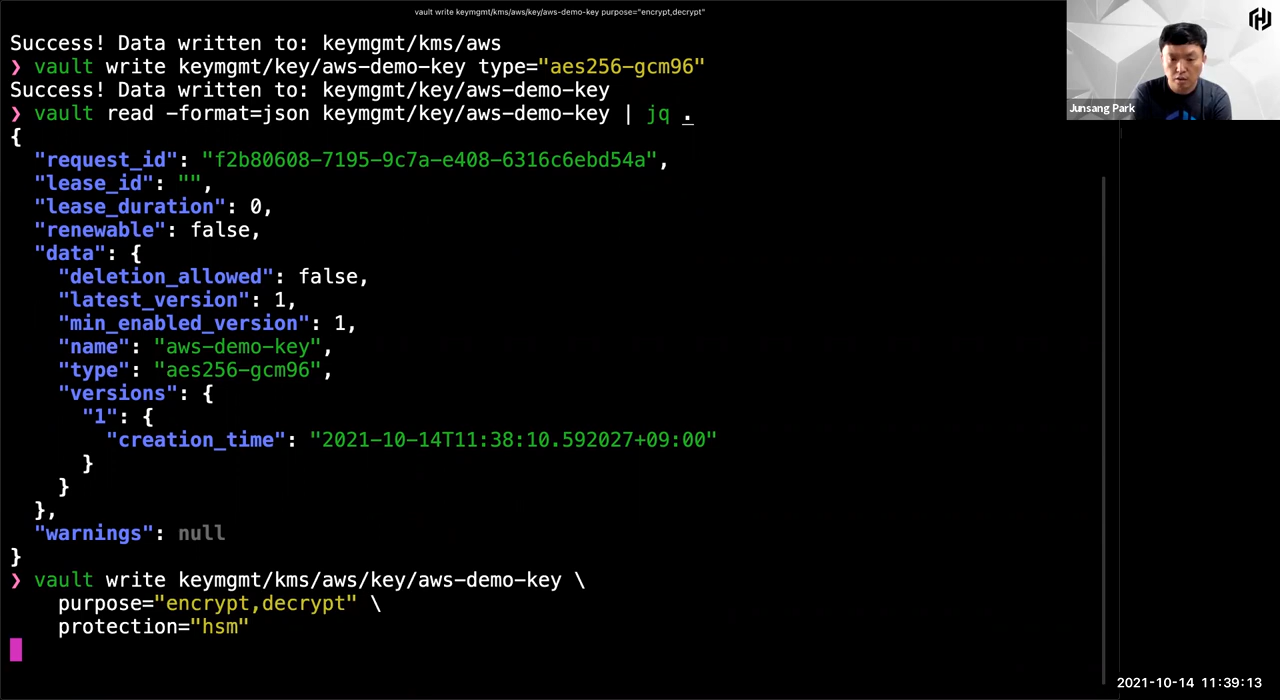 vault write keymgmt/kms/aws/key/aws-demo-key purpose="encrypt,decrypt"
Success! Data written to: keymgmt/kms/aws
❯ vault write keymgmt/key/aws-demo-key type="aes256-gcm96"
Success! Data written to: keymgmt/key/aws-demo-key
❯ vault read -format=json keymgmt/key/aws-demo-key | jq .
{
  "request_id": "f2b80608-7195-9c7a-e408-6316c6ebd54a",
  "lease_id": "",
  "lease_duration": 0,
  "renewable": false,
  "data": {
    "deletion_allowed": false,
    "latest_version": 1,
    "min_enabled_version": 1,
    "name": "aws-demo-key",
    "type": "aes256-gcm96",
    "versions": {
      "1": {
        "creation_time": "2021-10-14T11:38:10.592027+09:00"
      }
    }
  },
  "warnings": null
}
❯ vault write keymgmt/kms/aws/key/aws-demo-key \
    purpose="encrypt,decrypt" \
    protection="hsm"
Junsang Park
2021-10-14 11:39:13